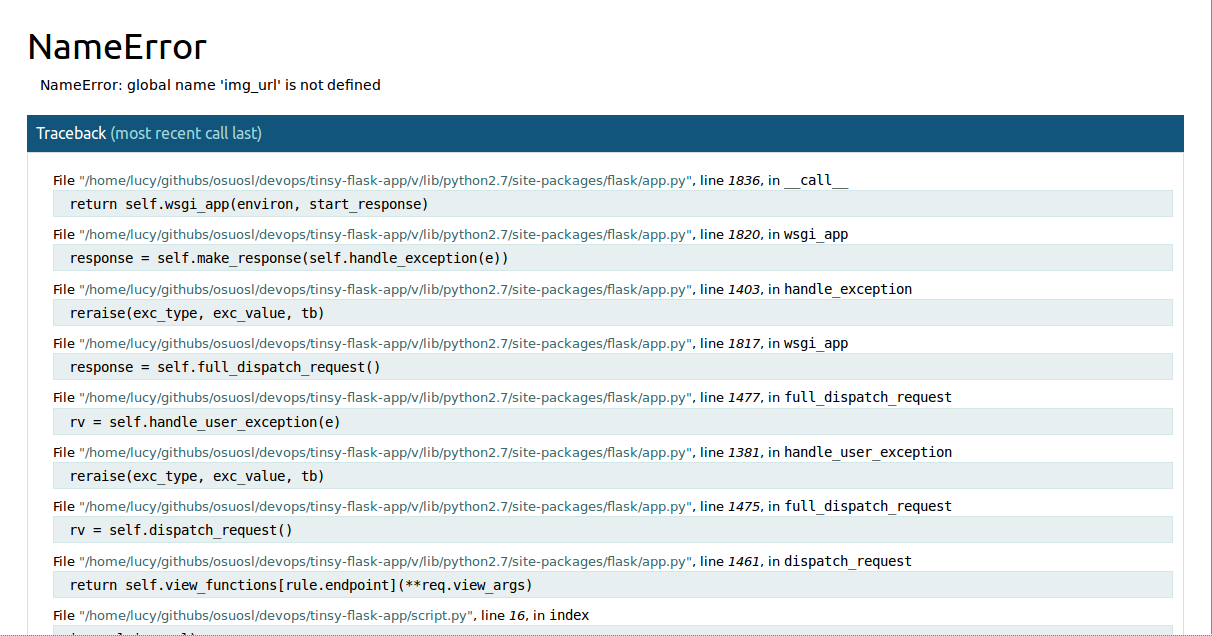 NameError
NameError: global name 'img_url' is not defined
Traceback (most recent call last)
File "/home/lucy/githubs/osuosl/devops/tinsy-flask-app/v/lib/python2.7/site-packages/flask/app.py", line 1836, in __call__
return self.wsgi_app(environ, start_response)
File "/home/lucy/githubs/osuosl/devops/tinsy-flask-app/v/lib/python2.7/site-packages/flask/app.py", line 1820, in wsgi_app
response = self.make_response(self.handle_exception(e))
File "/home/lucy/githubs/osuosl/devops/tinsy-flask-app/v/lib/python2.7/site-packages/flask/app.py", line 1403, in handle_exception
reraise(exc_type, exc_value, tb)
File "/home/lucy/githubs/osuosl/devops/tinsy-flask-app/v/lib/python2.7/site-packages/flask/app.py", line 1817, in wsgi_app
response = self.full_dispatch_request()
File "/home/lucy/githubs/osuosl/devops/tinsy-flask-app/v/lib/python2.7/site-packages/flask/app.py", line 1477, in full_dispatch_request
rv = self.handle_user_exception(e)
File "/home/lucy/githubs/osuosl/devops/tinsy-flask-app/v/lib/python2.7/site-packages/flask/app.py", line 1381, in handle_user_exception
reraise(exc_type, exc_value, tb)
File "/home/lucy/githubs/osuosl/devops/tinsy-flask-app/v/lib/python2.7/site-packages/flask/app.py", line 1475, in full_dispatch_request
rv = self.dispatch_request()
File "/home/lucy/githubs/osuosl/devops/tinsy-flask-app/v/lib/python2.7/site-packages/flask/app.py", line 1461, in dispatch_request
return self.view_functions[rule.endpoint](**req.view_args)
File "/home/lucy/githubs/osuosl/devops/tinsy-flask-app/script.py", line 16, in index